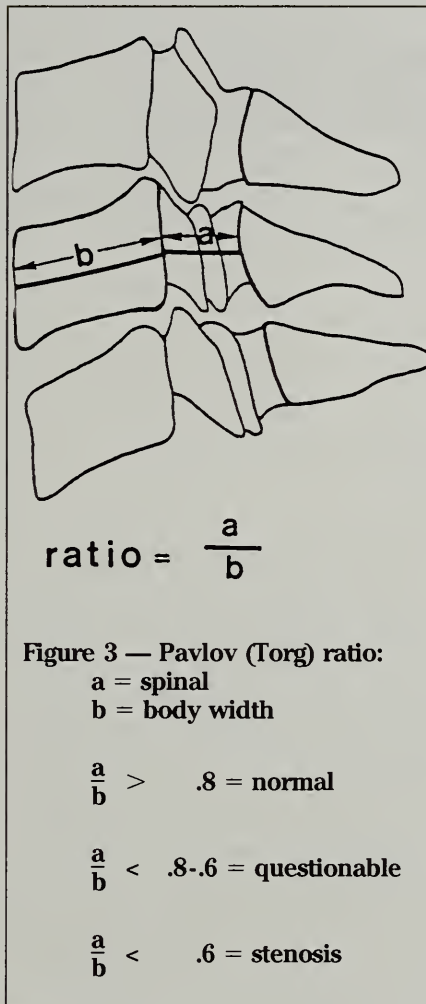 b a
ratio = a
b
Figure 3 — Pavlov (Torg) ratio:
a = spinal
b = body width
a
b > .8 = normal
a
b < .8-.6 = questionable
a
b < .6 = stenosis